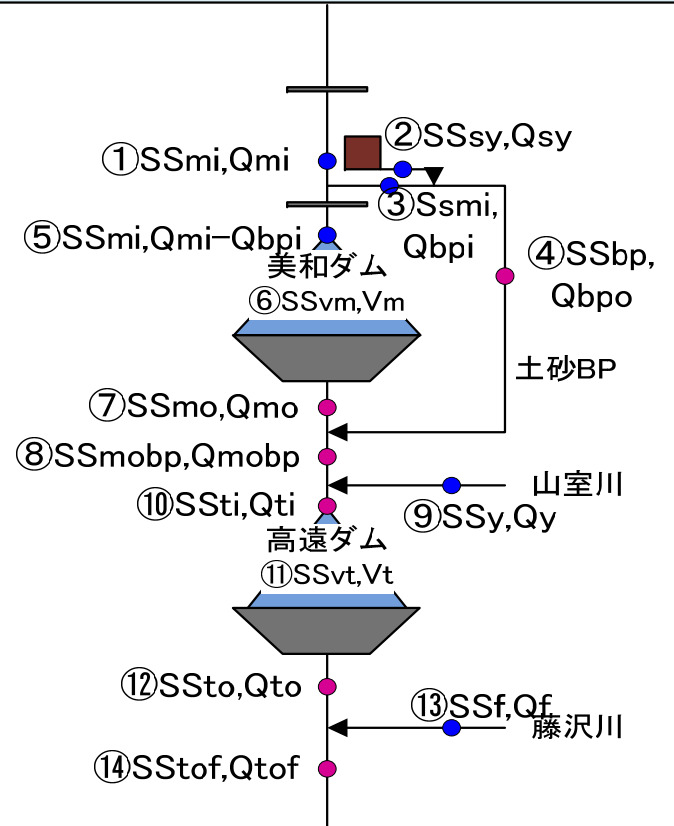 ②SSsy,Qsy
①SSmi,Qmi
③Ssmi,
Qbpi
⑤SSmi,Qmi-Qbpi
④SSbp,
Qbpo
美和ダム
⑥SSvm,Vm
土砂BP
⑦SSmo,Qmo
⑧SSmobp,Qmobp
山室川
⑩SSti,Qti
⑨SSy,Qy
高遠ダム
⑪SSvt,Vt
⑫SSto,Qto
⑬SSf,Qf
藤沢川
⑭SStof,Qtof